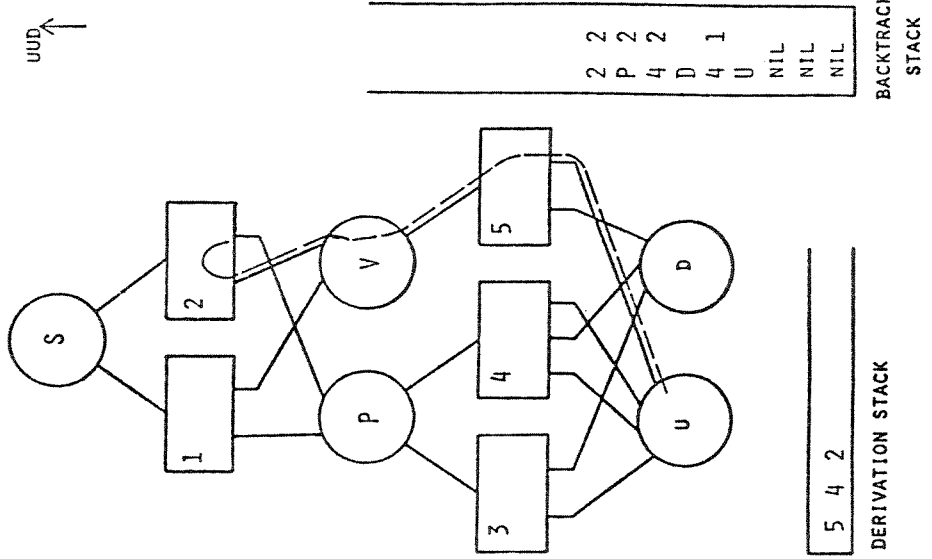 UUD
S
1 2
P V
3 4 5
U D
5 4 2
DERIVATION STACK
2 2
P 2
4 2
D
4 1
U
NIL
NIL
NIL
BACKTRACK
STACK